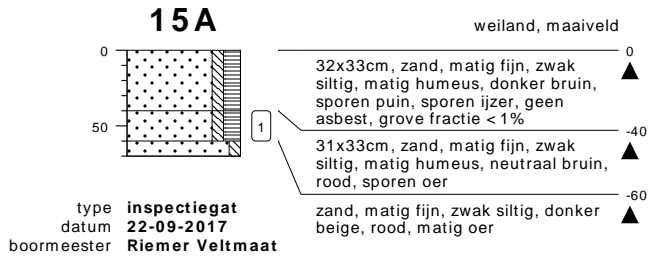 15A
weiland, maaiveld
0
0
32x33cm, zand, matig fijn, zwak
siltig, matig humeus, donker bruin,
sporen puin, sporen ijzer, geen
asbest, grove fractie <1%
-40
50
1
31x33cm, zand, matig fijn, zwak
siltig, matig humeus, neutraal bruin,
rood, sporen oer
-60
zand, matig fijn, zwak siltig, donker
beige, rood, matig oer
type inspectiegat
datum 22-09-2017
boormeester Riemer Veltmaat